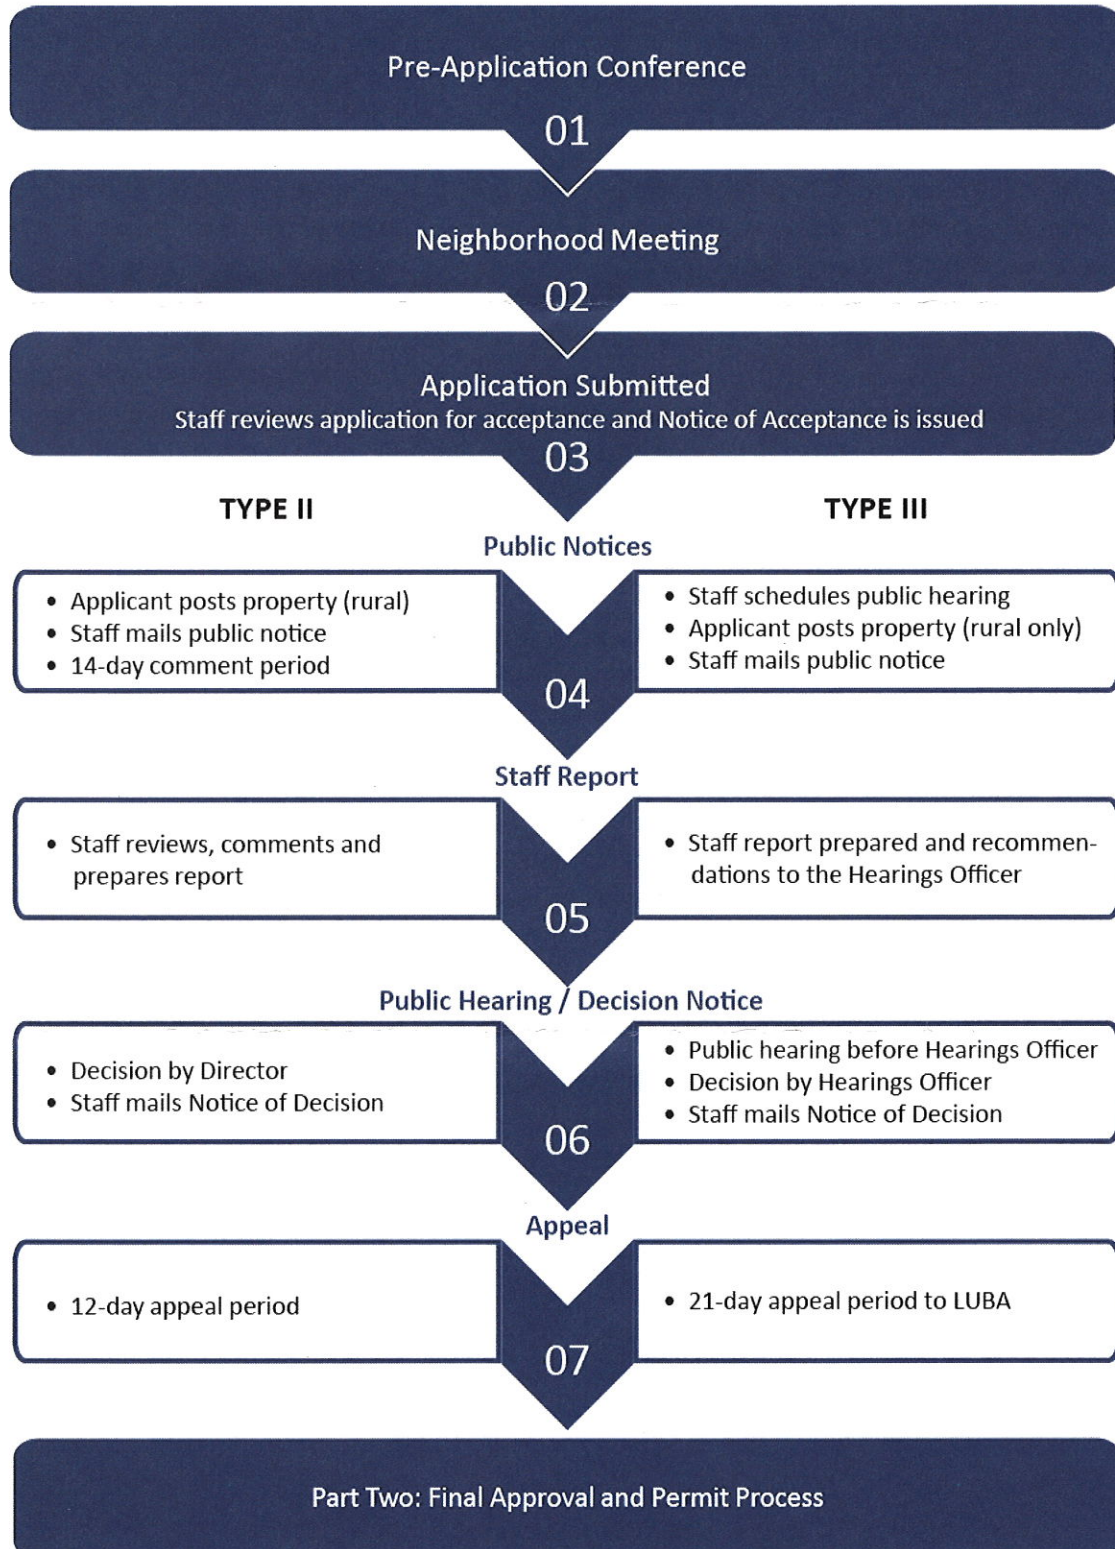 Pre-Application Conference
01
Neighborhood Meeting
02
Application Submitted
Staff reviews application for acceptance and Notice of Acceptance is issued
03
TYPE II
TYPE III
Public Notices
• Applicant posts property (rural)
• Staff mails public notice
• 14-day comment period
• Staff schedules public hearing
• Applicant posts property (rural only)
• Staff mails public notice
04
Staff Report
• Staff reviews, comments and
prepares report
• Staff report prepared and recommen-
dations to the Hearings Officer
05
Public Hearing / Decision Notice
• Decision by Director
• Staff mails Notice of Decision
• Public hearing before Hearings Officer
• Decision by Hearings Officer
• Staff mails Notice of Decision
06
Appeal
• 12-day appeal period
• 21-day appeal period to LUBA
07
Part Two: Final Approval and Permit Process